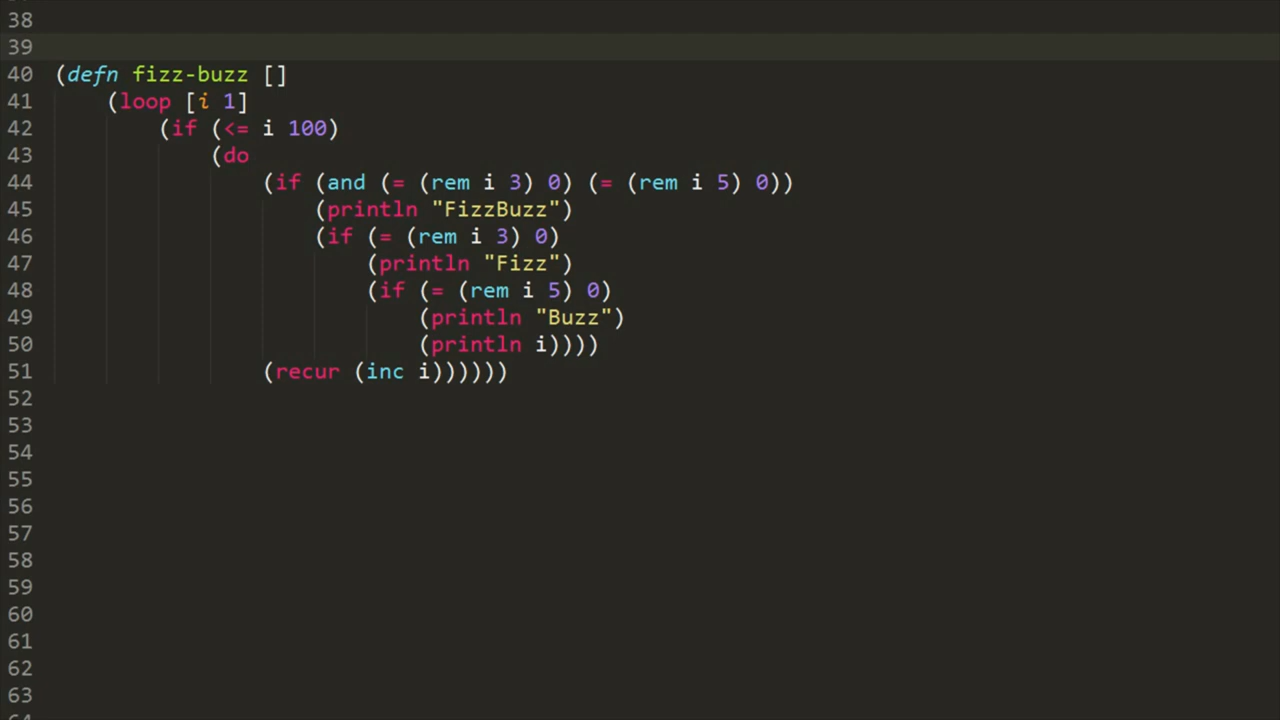 38
39
40 (defn fizz-buzz []
41     (loop [i 1]
42         (if (<= i 100)
43             (do
44                 (if (and (= (rem i 3) 0) (= (rem i 5) 0))
45                     (println "FizzBuzz")
46                     (if (= (rem i 3) 0)
47                         (println "Fizz")
48                         (if (= (rem i 5) 0)
49                             (println "Buzz")
50                             (println i))))
51                 (recur (inc i))))))
52
53
54
55
56
57
58
59
60
61
62
63